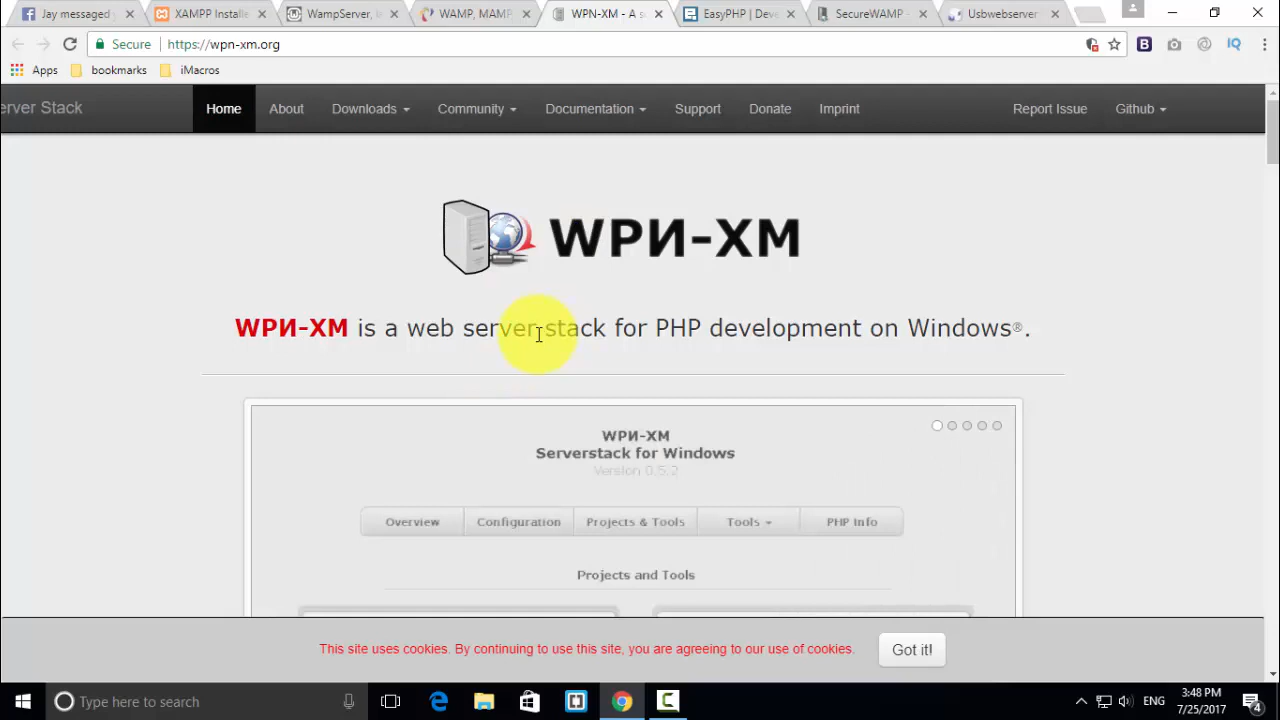 Jay messaged y
XAMPP Installe
WampServer, l
WAMP, MAMP
WPN-XM - A s
EasyPHP | Deve
SecureWAMP -
Usbwebserver
Secure https://wpn-xm.org
Apps bookmarks iMacros
erver Stack Home About Downloads Community Documentation Support Donate Imprint Report Issue Github
WPИ-XM
WPИ-XM is a web server stack for PHP development on Windows®.
WPИ-XM
Serverstack for Windows
Version 0.5.2
Overview Configuration Projects & Tools Tools PHP Info
Projects and Tools
This site uses cookies. By continuing to use this site, you are agreeing to our use of cookies. Got it!
Type here to search
ENG
3:48 PM
7/25/2017
4